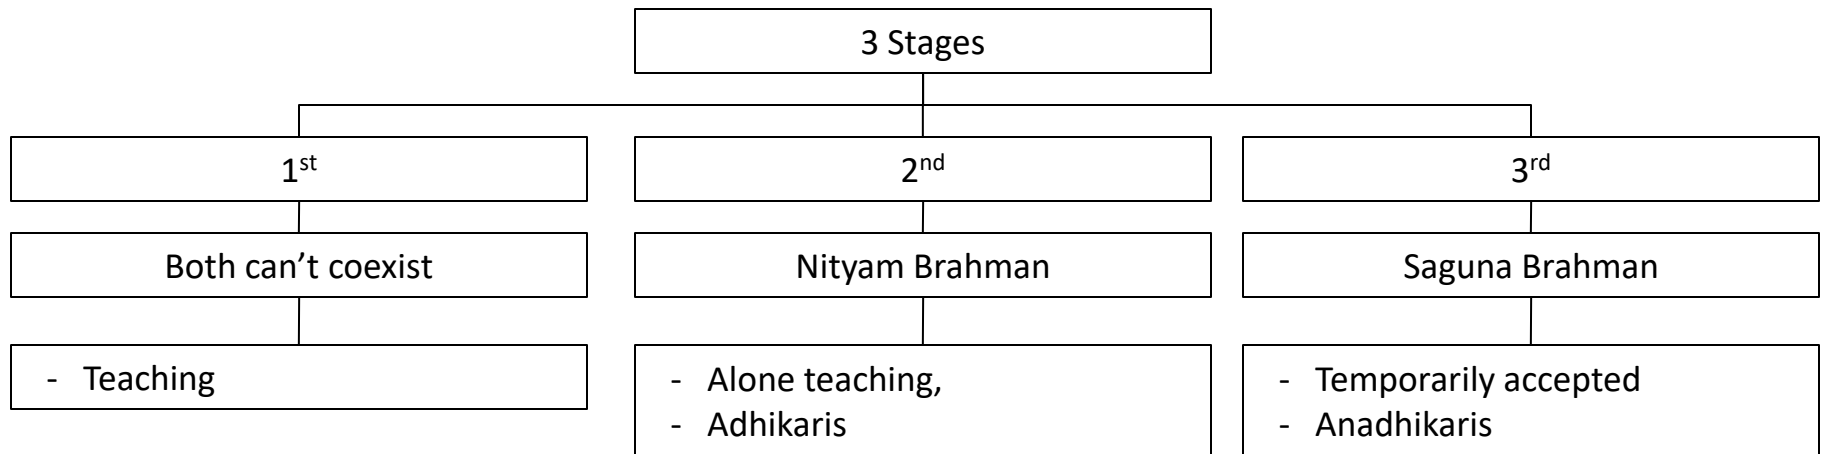 3 Stages
1st
2nd
3rd
Both can’t coexist
Nityam Brahman
Saguna Brahman
- Teaching
- Alone teaching,
- Adhikaris
- Temporarily accepted
- Anadhikaris